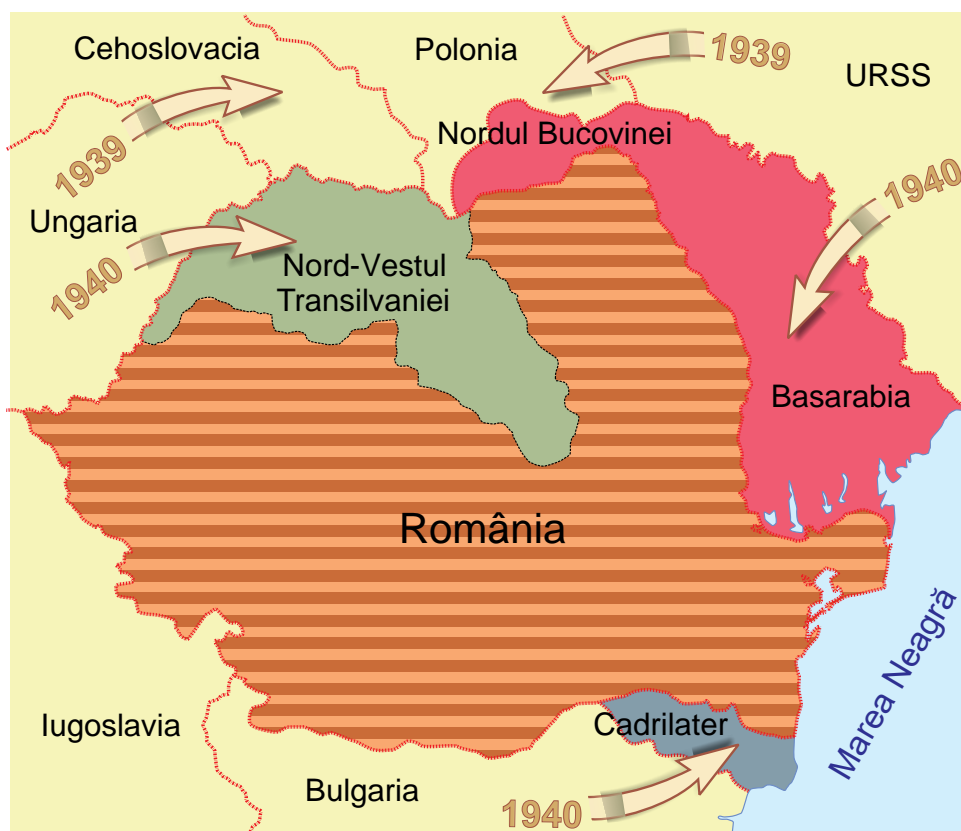 Cehoslovacia
Polonia
1939
URSS
Nordul Bucovinei
1939
1940
Ungaria
1940
Nord-Vestul
Transilvaniei
Basarabia
România
Marea Neagră
Iugoslavia
Cadrilater
Bulgaria
1940